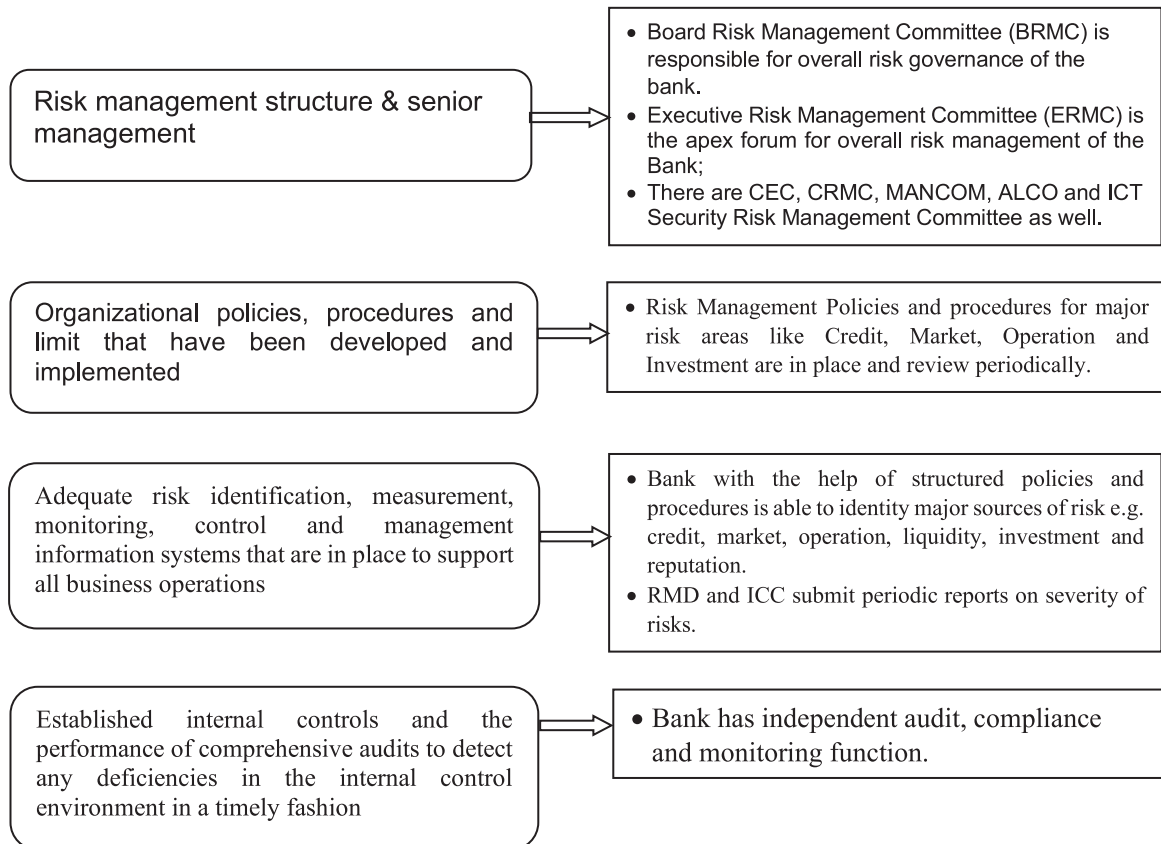 Risk management structure & senior
management
• Board Risk Management Committee (BRMC) is
responsible for overall risk governance of the
bank.
• Executive Risk Management Committee (ERMC) is
the apex forum for overall risk management of the
Bank;
• There are CEC, CRMC, MANCOM, ALCO and ICT
Security Risk Management Committee as well.
Organizational policies, procedures and
limit that have been developed and
implemented
• Risk Management Policies and procedures for major
risk areas like Credit, Market, Operation and
Investment are in place and review periodically.
Adequate risk identification, measurement,
monitoring, control and management
information systems that are in place to support
all business operations
• Bank with the help of structured policies and
procedures is able to identity major sources of risk e.g.
credit, market, operation, liquidity, investment and
reputation.
• RMD and ICC submit periodic reports on severity of
risks.
Established internal controls and the
performance of comprehensive audits to detect
any deficiencies in the internal control
environment in a timely fashion
• Bank has independent audit, compliance
and monitoring function.